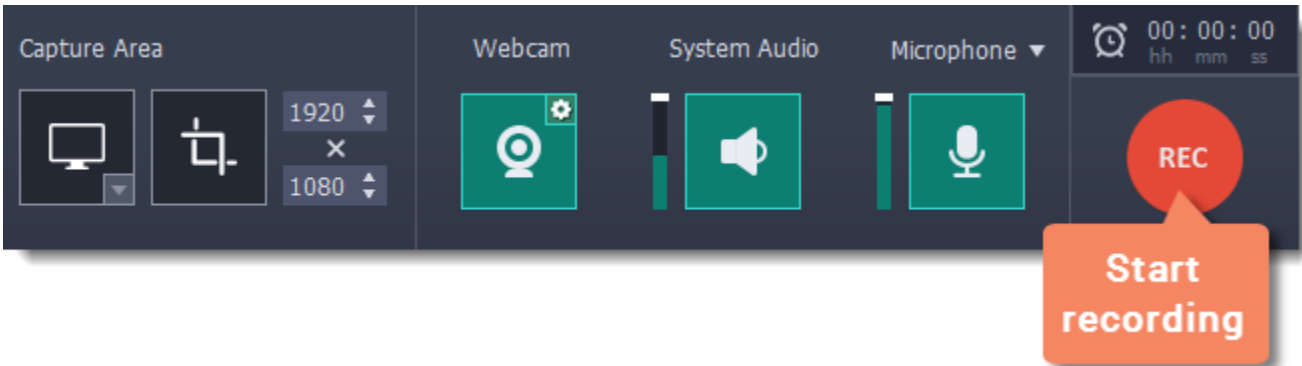 Capture Area
1920
×
1080
Webcam
System Audio
Microphone
00 : 00 : 00
hh mm ss
REC
Start
recording